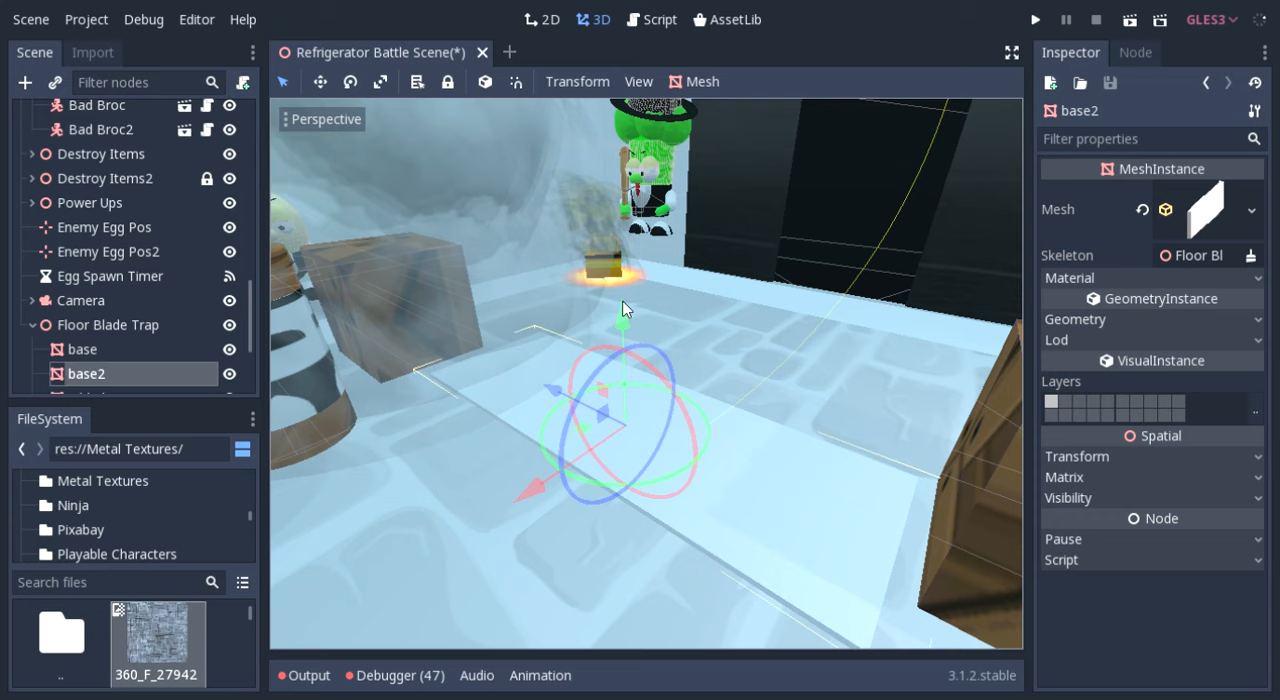 Scene Project Debug Editor Help 2D 3D Script AssetLib GLES3
Scene Import Refrigerator Battle Scene(*) Inspector Node
Filter nodes Transform View Mesh
Bad Broc
Bad Broc2
Destroy Items
Destroy Items2
Power Ups
Enemy Egg Pos
Enemy Egg Pos2
Egg Spawn Timer
Camera
Floor Blade Trap
base
base2
FileSystem
res://Metal Textures/
Metal Textures
Ninja
Pixabay
Playable Characters
Search files
..
360_F_27942
Perspective
Output Debugger (47) Audio Animation 3.1.2.stable
base2
Filter properties
MeshInstance
Mesh
Skeleton Floor Bl
Material
GeometryInstance
Geometry
Lod
VisualInstance
Layers
..
Spatial
Transform
Matrix
Visibility
Node
Pause
Script